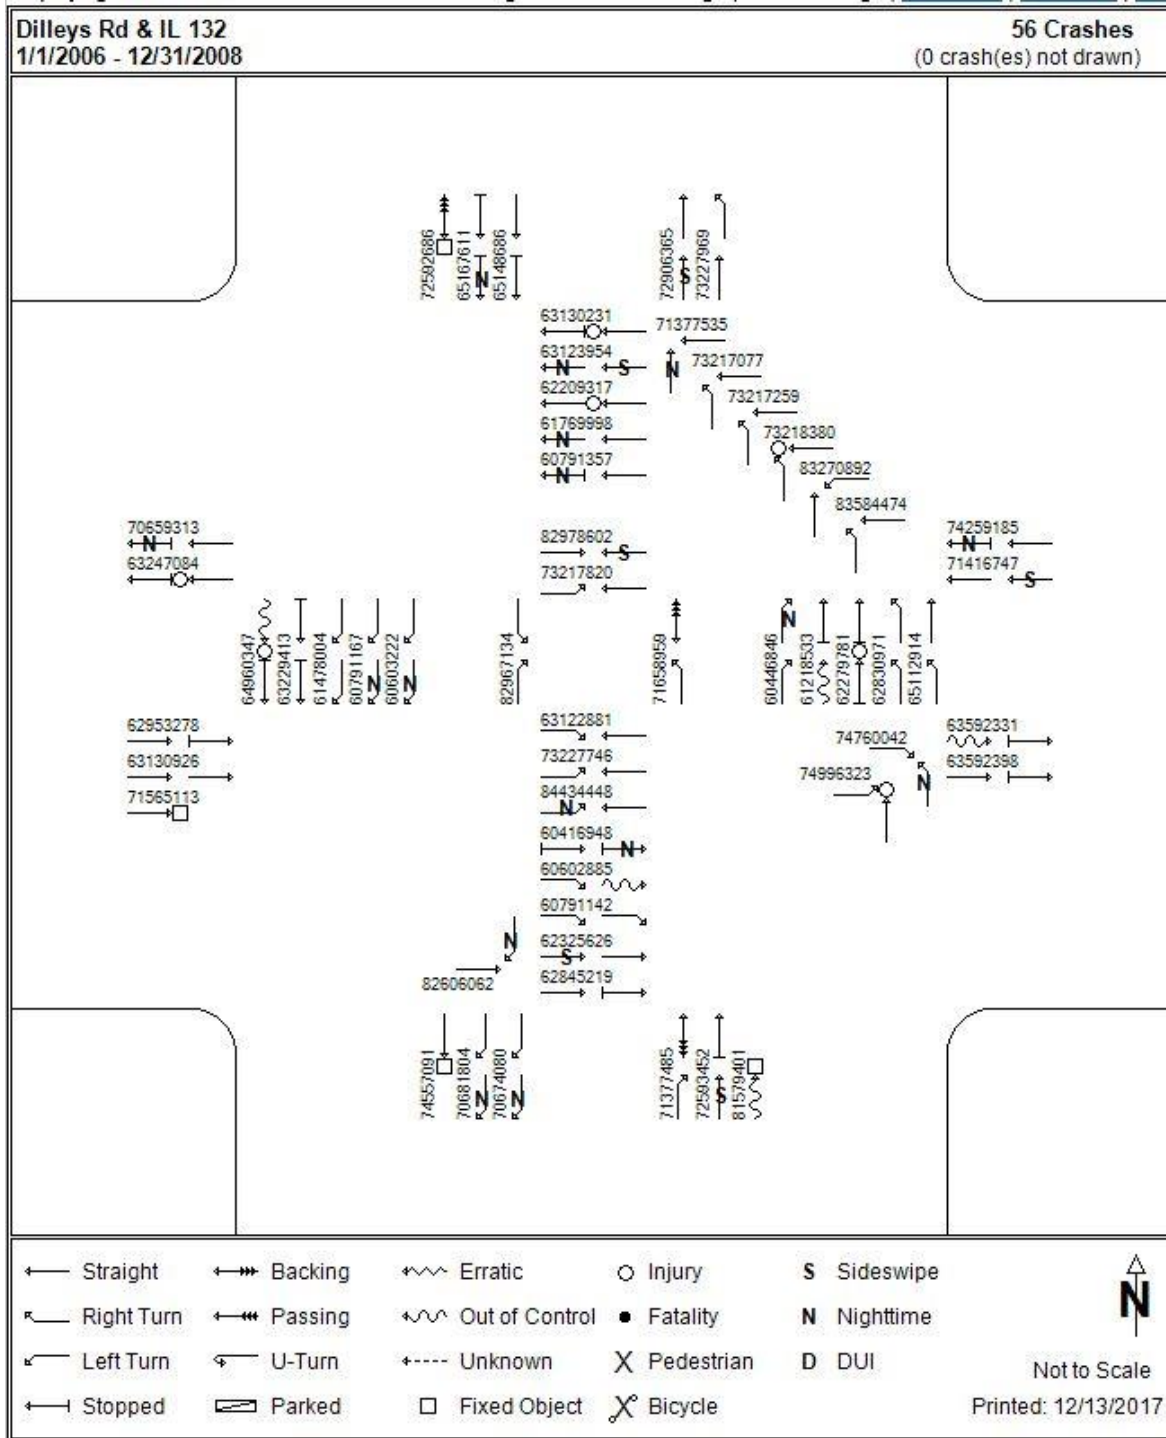 Dilleys Rd & IL 132
56 Crashes
1/1/2006 - 12/31/2008
(0 crash(es) not drawn)
72592686
65167611
N
65148686
72906365
S
73227969
63130231
71377535
N
63123954
N S
73217077
62209317
73217259
61769998
N
73218380
60791357
N
83270892
83584474
70659313
N
63247084
82978602
S
73217820
74259185
N
71416747
S
64960347
63229413
61478004
60791167
N
60603222
N
82967134
71658959
60446846
N
61218533
62279781
62830971
65112914
62953278
63130926
71565113
63122881
73227746
84434448
N
60416948
N
60602885
60791142
62325626
S
62845219
74760042
N
74996323
63592331
63592398
N
82606062
74557091
70681804
N
70674080
N
71377485
72593452
S
81579401
Straight Backing Erratic Injury S Sideswipe
Right Turn Passing Out of Control Fatality N Nighttime
Left Turn U-Turn Unknown Pedestrian D DUI
Stopped Parked Fixed Object Bicycle
N
Not to Scale
Printed: 12/13/2017